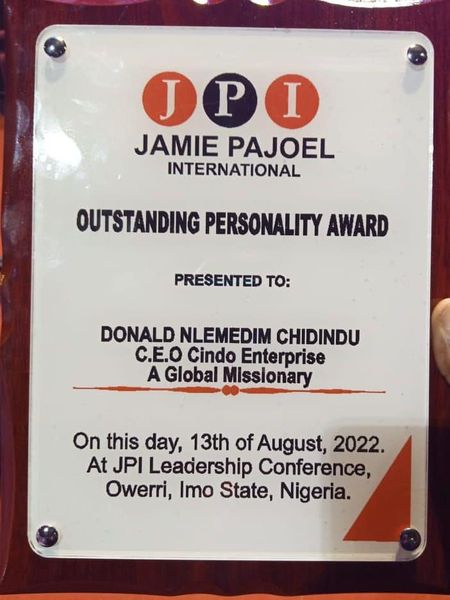 JPI
JAMIE PAJOEL
INTERNATIONAL
OUTSTANDING PERSONALITY AWARD
PRESENTED TO:
DONALD NLEMEDIM CHIDINDU
C.E.O Cindo Enterprise
A Global Missionary
On this day, 13th of August, 2022.
At JPI Leadership Conference,
Owerri, Imo State, Nigeria.